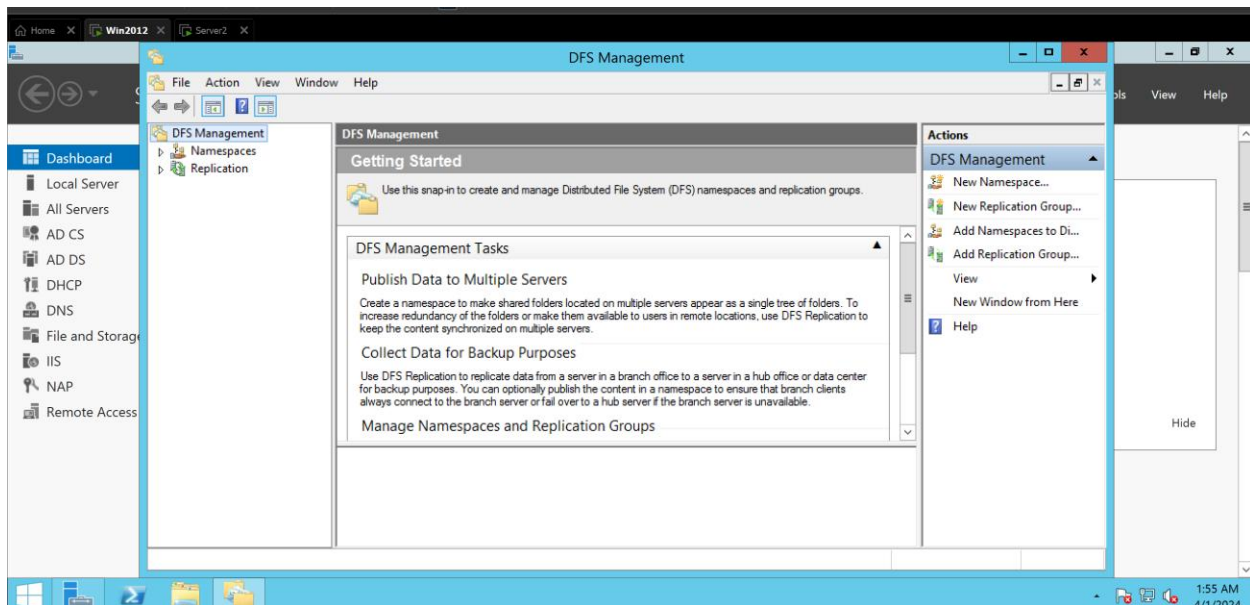 Home X Win2012 X Server2 X
DFS Management
File Action View Window Help
View Help
Dashboard
Local Server
All Servers
AD CS
AD DS
DHCP
DNS
File and Storag
IIS
NAP
Remote Access
DFS Management
Namespaces
Replication
DFS Management
Getting Started
Use this snap-in to create and manage Distributed File System (DFS) namespaces and replication groups.
DFS Management Tasks
Publish Data to Multiple Servers
Create a namespace to make shared folders located on multiple servers appear as a single tree of folders. To
increase redundancy of the folders or make them available to users in remote locations, use DFS Replication to
keep the content synchronized on multiple servers.
Collect Data for Backup Purposes
Use DFS Replication to replicate data from a server in a branch office to a server in a hub office or data center
for backup purposes. You can optionally publish the content in a namespace to ensure that branch clients
always connect to the branch server or fail over to a hub server if the branch server is unavailable.
Manage Namespaces and Replication Groups
Actions
DFS Management
New Namespace...
New Replication Group...
Add Namespaces to Di...
Add Replication Group...
View
New Window from Here
Help
Hide
1:55 AM
4/1/2024